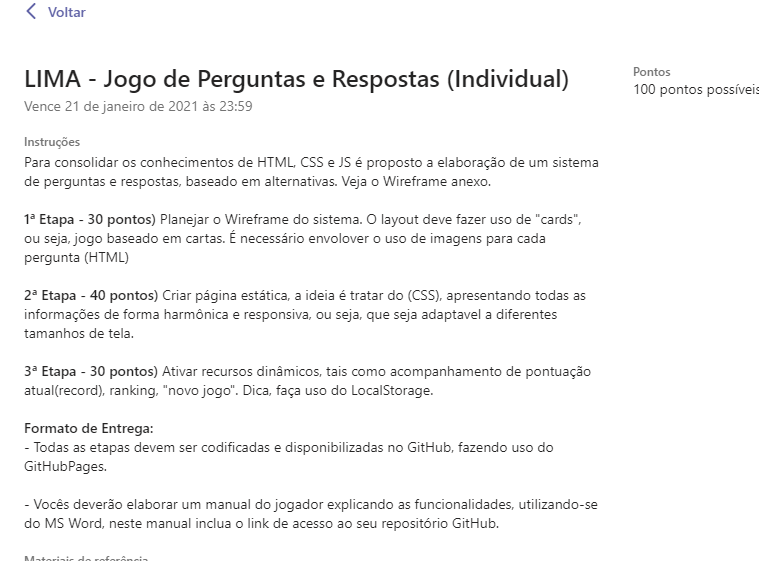 Voltar
LIMA - Jogo de Perguntas e Respostas (Individual)
Vence 21 de janeiro de 2021 às 23:59
Pontos
100 pontos possíveis
Instruções
Para consolidar os conhecimentos de HTML, CSS e JS é proposto a elaboração de um sistema
de perguntas e respostas, baseado em alternativas. Veja o Wireframe anexo.
1ª Etapa - 30 pontos) Planejar o Wireframe do sistema. O layout deve fazer uso de "cards",
ou seja, jogo baseado em cartas. É necessário envolover o uso de imagens para cada
pergunta (HTML)
2ª Etapa - 40 pontos) Criar página estática, a ideia é tratar do (CSS), apresentando todas as
informações de forma harmônica e responsiva, ou seja, que seja adaptavel a diferentes
tamanhos de tela.
3ª Etapa - 30 pontos) Ativar recursos dinâmicos, tais como acompanhamento de pontuação
atual(record), ranking, "novo jogo". Dica, faça uso do LocalStorage.
Formato de Entrega:
- Todas as etapas devem ser codificadas e disponibilizadas no GitHub, fazendo uso do
GitHubPages.
- Vocês deverão elaborar um manual do jogador explicando as funcionalidades, utilizando-se
do MS Word, neste manual inclua o link de acesso ao seu repositório GitHub.
Materiais de referência